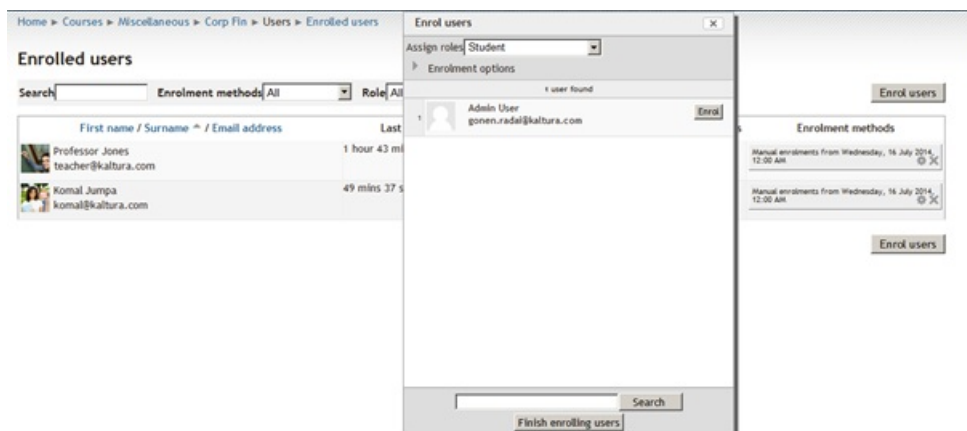 Home ► Courses ► Miscellaneous ► Corp Fin ► Users ► Enrolled users
Enrolled users
Search Enrolment methods All Role All
Enrol users
First name / Surname / Email address Last Enrolment methods
Professor Jones
teacher@kaltura.com
1 hour 43 mi
Manual enrolments from Wednesday, 16 July 2014,
12:00 AM
Komal Jumpa
komal@kaltura.com
49 mins 37 s
Manual enrolments from Wednesday, 16 July 2014,
12:00 AM
Enrol users
Enrol users
Assign roles Student
Enrolment options
1 user found
1
Admin User
gonen.radai@kaltura.com
Enrol
Search
Finish enrolling users